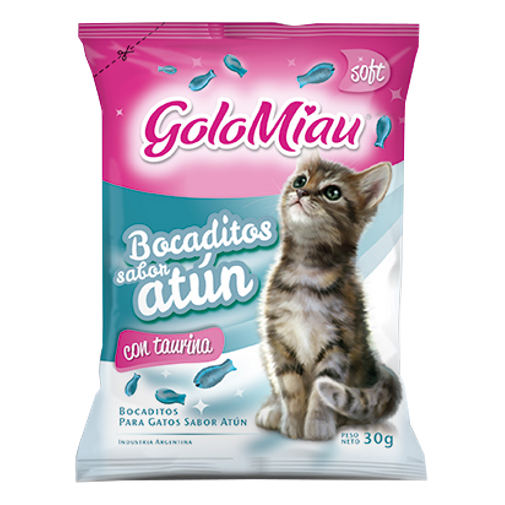 soft
GoloMiau
Bocaditos
sabor
atún
con taurina
BOCADITOS
PARA GATOS SABOR ATÚN
INDUSTRIA ARGENTINA
PESO
NETO 30g